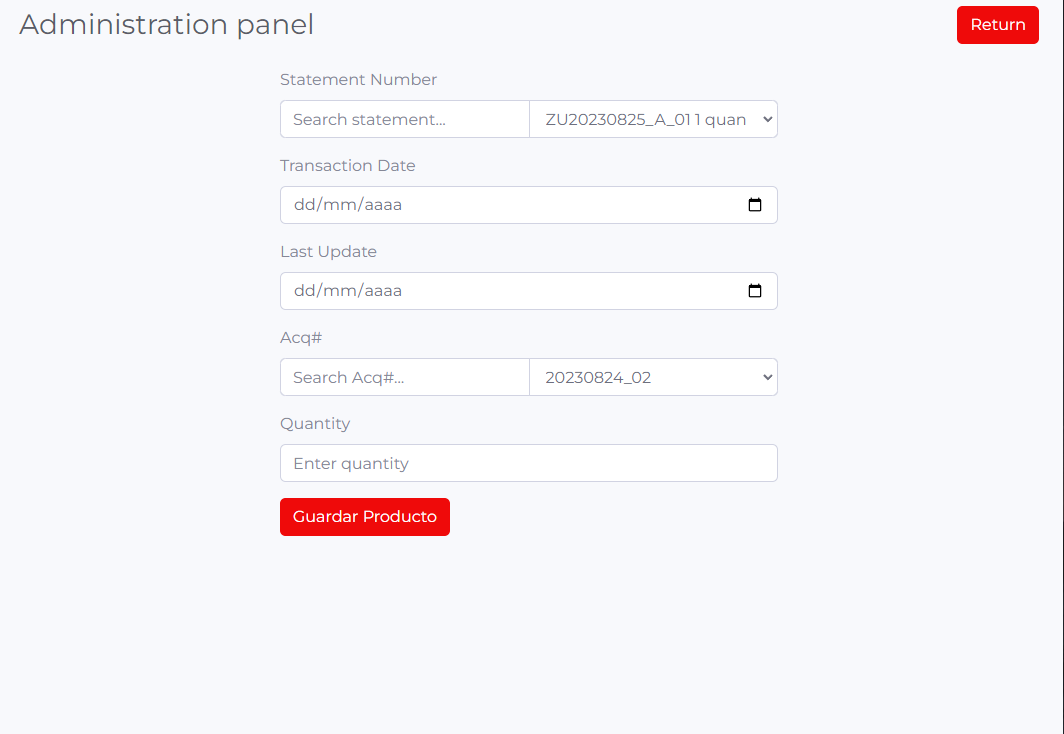 Administration panel
Return
Statement Number
Search statement...
ZU20230825_A_01 1 quan
Transaction Date
dd/mm/aaaa
Last Update
dd/mm/aaaa
Acq#
Search Acq#...
20230824_02
Quantity
Enter quantity
Guardar Producto